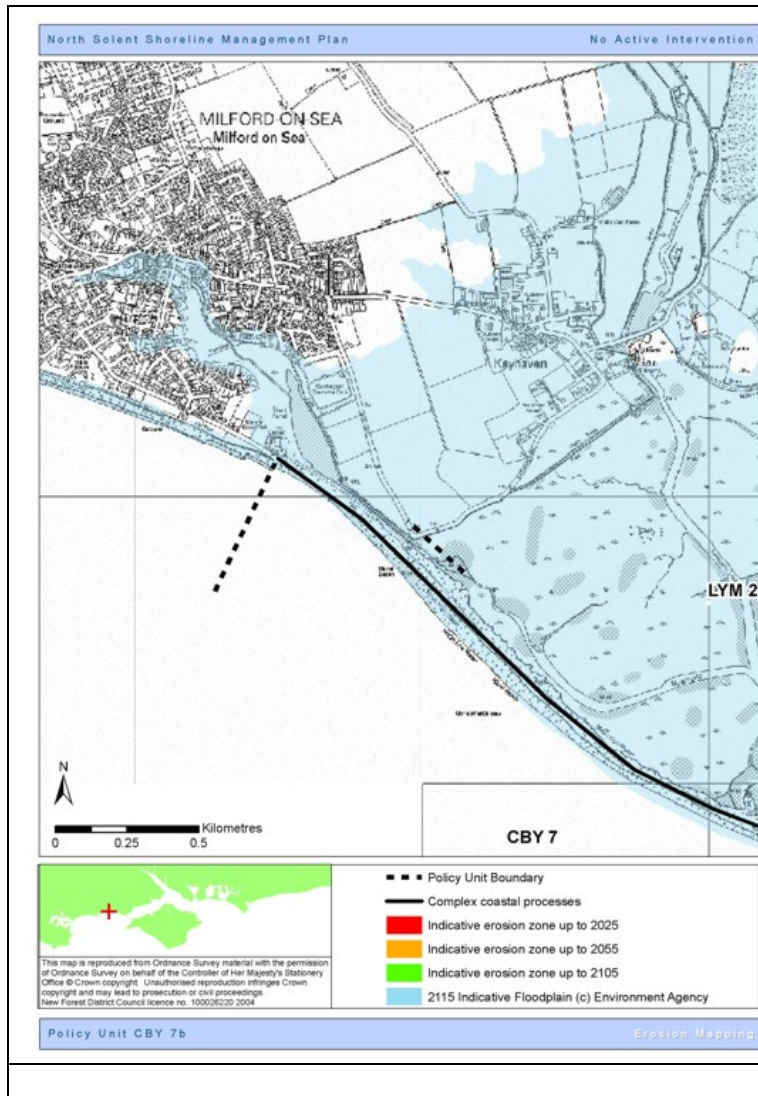 North Solent Shoreline Management Plan
No Active Intervention
MILFORD ON SEA
Milford on Sea
Keyhaven
LYM 2
N
Kilometres
0 0.25 0.5
CBY 7
Policy Unit Boundary
Complex coastal processes
Indicative erosion zone up to 2025
Indicative erosion zone up to 2055
Indicative erosion zone up to 2105
2115 Indicative Floodplain (c) Environment Agency
This map is reproduced from Ordnance Survey material with the permission
of Ordnance Survey on behalf of the Controller of Her Majesty's Stationery
Office © Crown copyright. Unauthorised reproduction infringes Crown
copyright and may lead to prosecution or civil proceedings.
New Forest District Council licence no. 100026220 2004
Policy Unit CBY 7b
Erosion Mapping